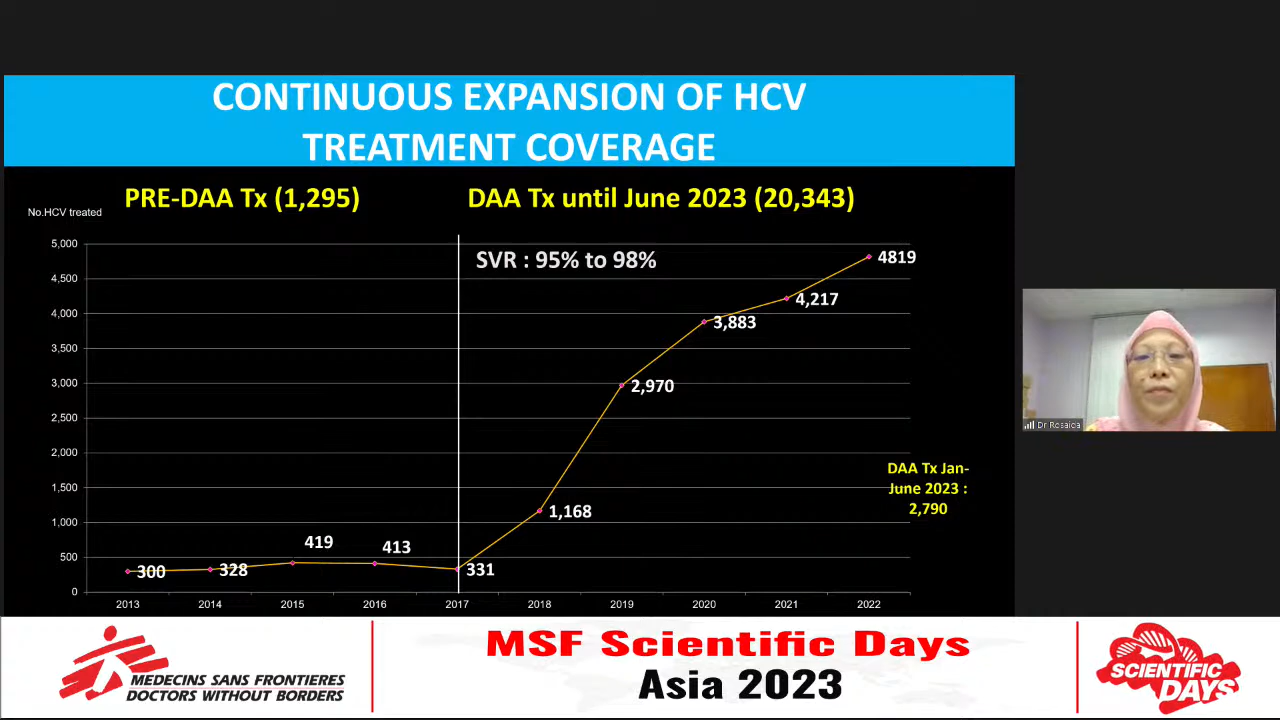 CONTINUOUS EXPANSION OF HCV
TREATMENT COVERAGE
PRE-DAA Tx (1,295)
DAA Tx until June 2023 (20,343)
No.HCV treated
SVR : 95% to 98%
5,000
4,500
4,000
3,500
3,000
2,500
2,000
1,500
1,000
500
0
300
328
419
413
331
1,168
2,970
3,883
4,217
4819
DAA Tx Jan-
June 2023 :
2,790
2013
2014
2015
2016
2017
2018
2019
2020
2021
2022
Dr Rosaida
MEDECINS SANS FRONTIERES
DOCTORS WITHOUT BORDERS
MSF Scientific Days
Asia 2023
SCIENTIFIC
DAYS